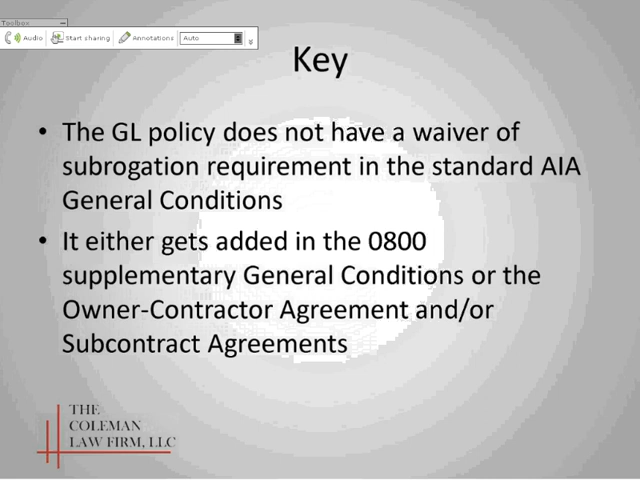 Toolbox
Audio
Start sharing
Annotations
Auto
Key
• The GL policy does not have a waiver of
subrogation requirement in the standard AIA
General Conditions
• It either gets added in the 0800
supplementary General Conditions or the
Owner-Contractor Agreement and/or
Subcontract Agreements
THE
COLEMAN
LAW FIRM, LLC